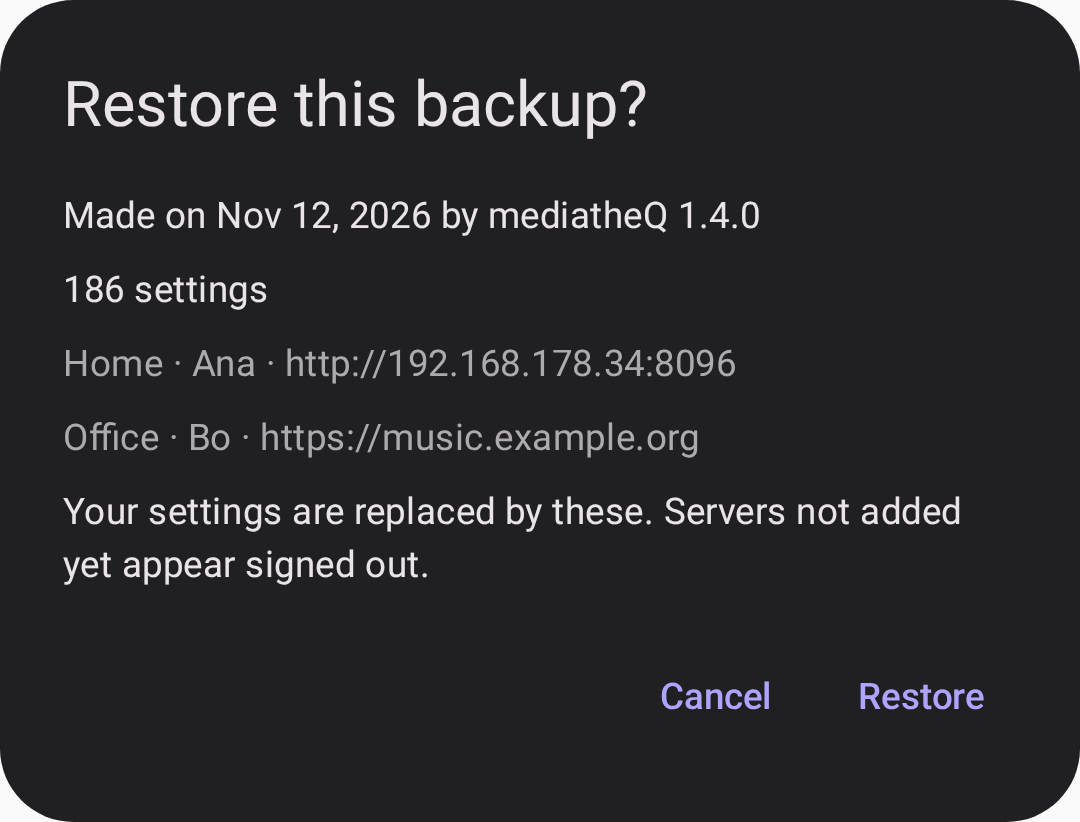 Restore this backup?
Made on Nov 12, 2026 by mediatheQ 1.4.0
186 settings
Home · Ana · http://192.168.178.34:8096
Office · Bo · https://music.example.org
Your settings are replaced by these. Servers not added
yet appear signed out.
Cancel Restore